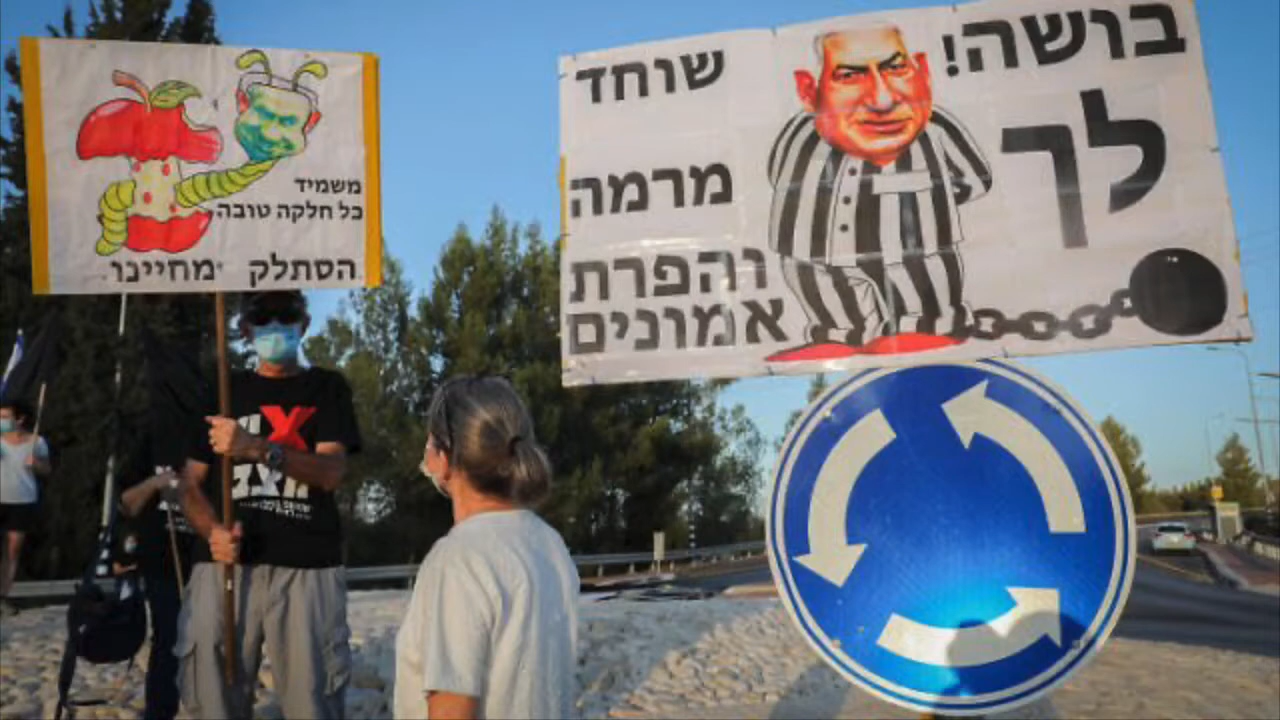 משמיד
כל חלקה טובה
הסתלק מחיינו
בושה!
לך
שוחד
מרמה
והפרת
אמונים